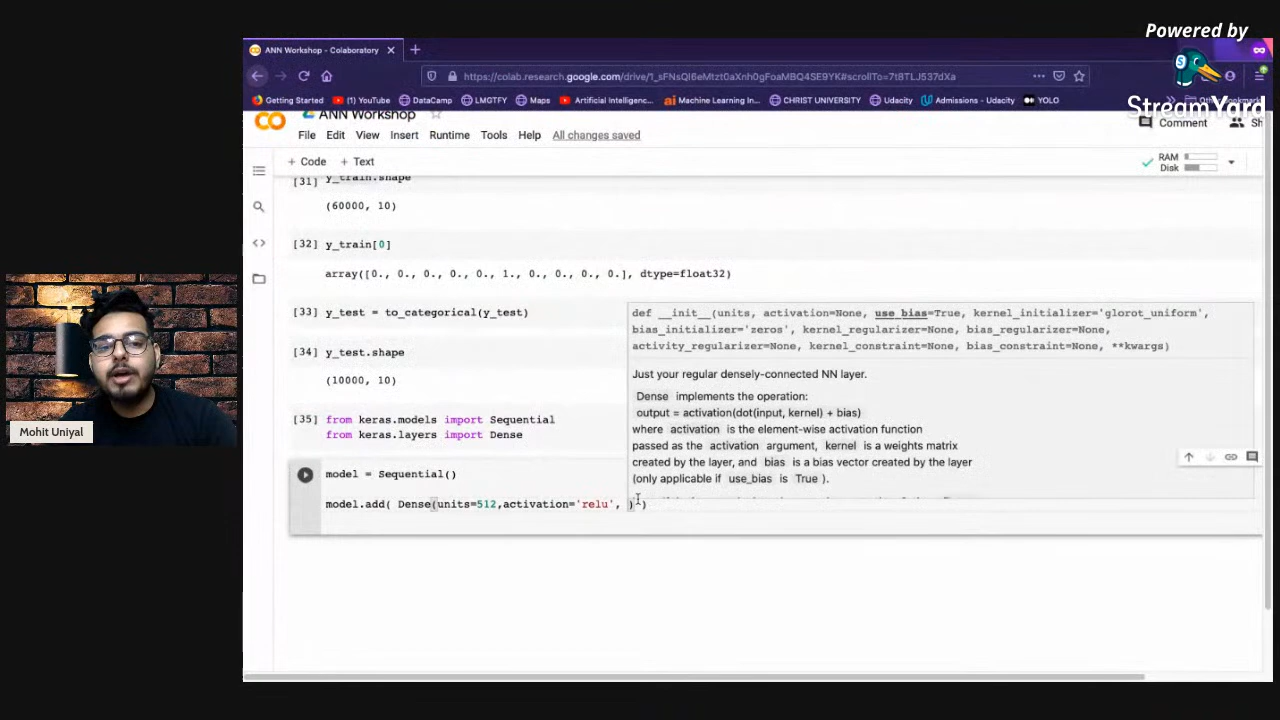 Powered by
StreamYard
ANN Workshop - Colaboratory
https://colab.research.google.com/drive/1_sFNsQI6eMtzt0aXnh0gFoaMBQ4SE9YK#scrollTo=7t8TLJ537dXa
Getting Started (1) YouTube DataCamp LMGTFY Maps Artificial Intelligenc... Machine Learning In... CHRIST UNIVERSITY Udacity Admissions - Udacity YOLO
ANN Workshop
File Edit View Insert Runtime Tools Help All changes saved
Comment Sh
+ Code + Text
RAM
Disk
[31] y_train.shape
(60000, 10)
[32] y_train[0]
array([0., 0., 0., 0., 0., 1., 0., 0., 0., 0.], dtype=float32)
[33] y_test = to_categorical(y_test)
[34] y_test.shape
(10000, 10)
[35] from keras.models import Sequential
from keras.layers import Dense
model = Sequential()
model.add( Dense(units=512,activation='relu', ))
def __init__(units, activation=None, use_bias=True, kernel_initializer='glorot_uniform',
bias_initializer='zeros', kernel_regularizer=None, bias_regularizer=None,
activity_regularizer=None, kernel_constraint=None, bias_constraint=None, **kwargs)
Just your regular densely-connected NN layer.
Dense implements the operation:
output = activation(dot(input, kernel) + bias)
where activation is the element-wise activation function
passed as the activation argument, kernel is a weights matrix
created by the layer, and bias is a bias vector created by the layer
(only applicable if use_bias is True ).
Mohit Uniyal